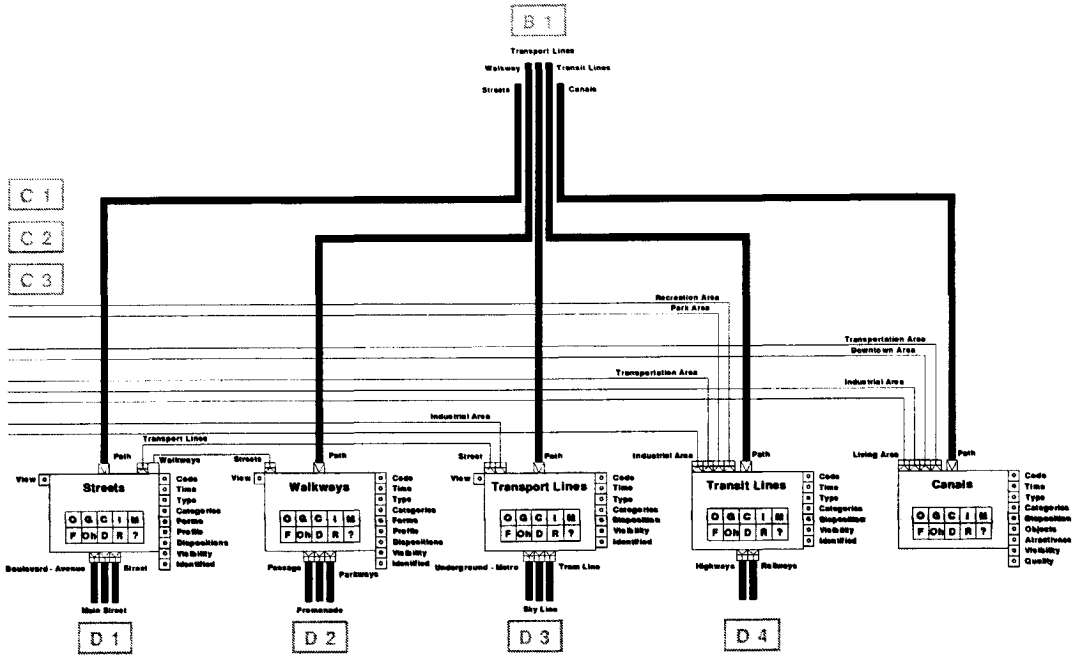 B 1
Transport Lines
Walkway Transit Lines
Streets Canals
C 1
C 2
C 3
Recreation Area
Park Area
Transportation Area
Downtown Area
Transportation Area
Industrial Area
Industrial Area
Transport Lines
Path Walkways Streets Path Street Path Industrial Area Path Living Area Path
View Streets
Code
Time
Type
Categories
Forms
Profile
Dispositions
Visibility
Identified
O G C I M
F Oh D R ?
Boulevard - Avenue Street
Main Street
D 1
View Walkways
Code
Time
Type
Categories
Forms
Profile
Dispositions
Visibility
Identified
O G C I M
F Oh D R ?
Passage Parkways
Promenade
D 2
View Transport Lines
Code
Time
Type
Categories
Disposition
Visibility
Identified
O G C I M
F Oh D R ?
Underground - Metro Tram Line
Sky Line
D 3
Transit Lines
Code
Time
Type
Categories
Disposition
Visibility
Identified
O G C I M
F Oh D R ?
Highways Railways
D 4
Canals
Code
Time
Type
Categories
Disposition
Objects
Atractivnes
Visibility
Quality
O G C I M
F Oh D R ?